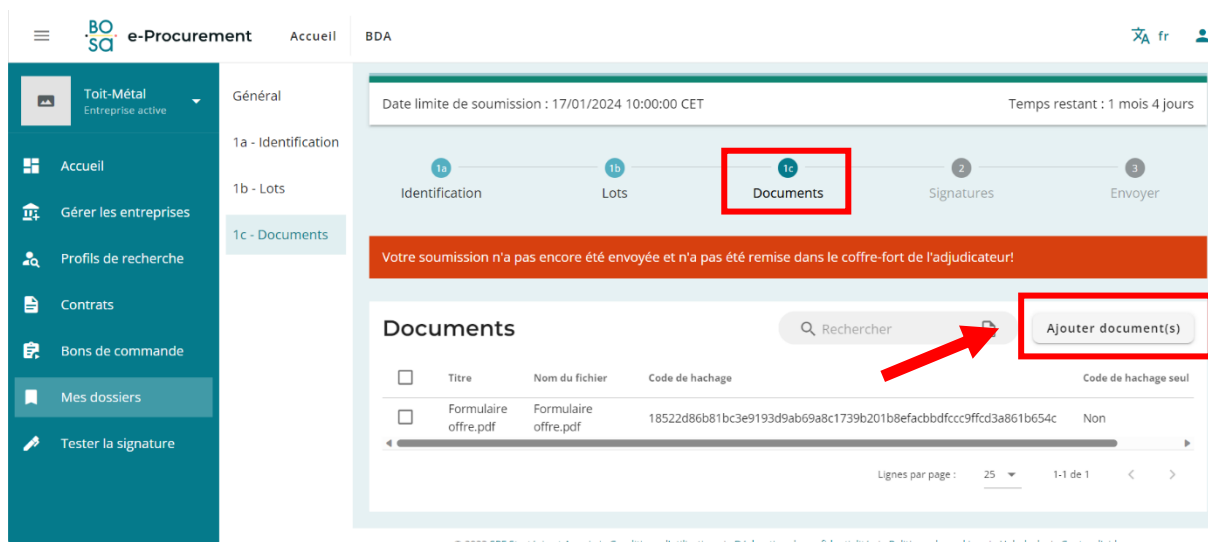 BO
SA
e-Procurement
Accueil
BDA
fr
Toit-Métal
Entreprise active
Accueil
Gérer les entreprises
Profils de recherche
Contrats
Bons de commande
Mes dossiers
Tester la signature
Général
1a - Identification
1b - Lots
1c - Documents
Date limite de soumission : 17/01/2024 10:00:00 CET
Temps restant : 1 mois 4 jours
1a
Identification
1b
Lots
1c
Documents
2
Signatures
3
Envoyer
Votre soumission n'a pas encore été envoyée et n'a pas été remise dans le coffre-fort de l'adjudicateur!
Documents
Rechercher
Ajouter document(s)
Titre Nom du fichier Code de hachage Code de hachage seul
Formulaire offre.pdf Formulaire offre.pdf 18522d86b81bc3e9193d9ab69a8c1739b201b8efacbbdfccc9ffcd3a861b654c Non
Lignes par page : 25 1-1 de 1